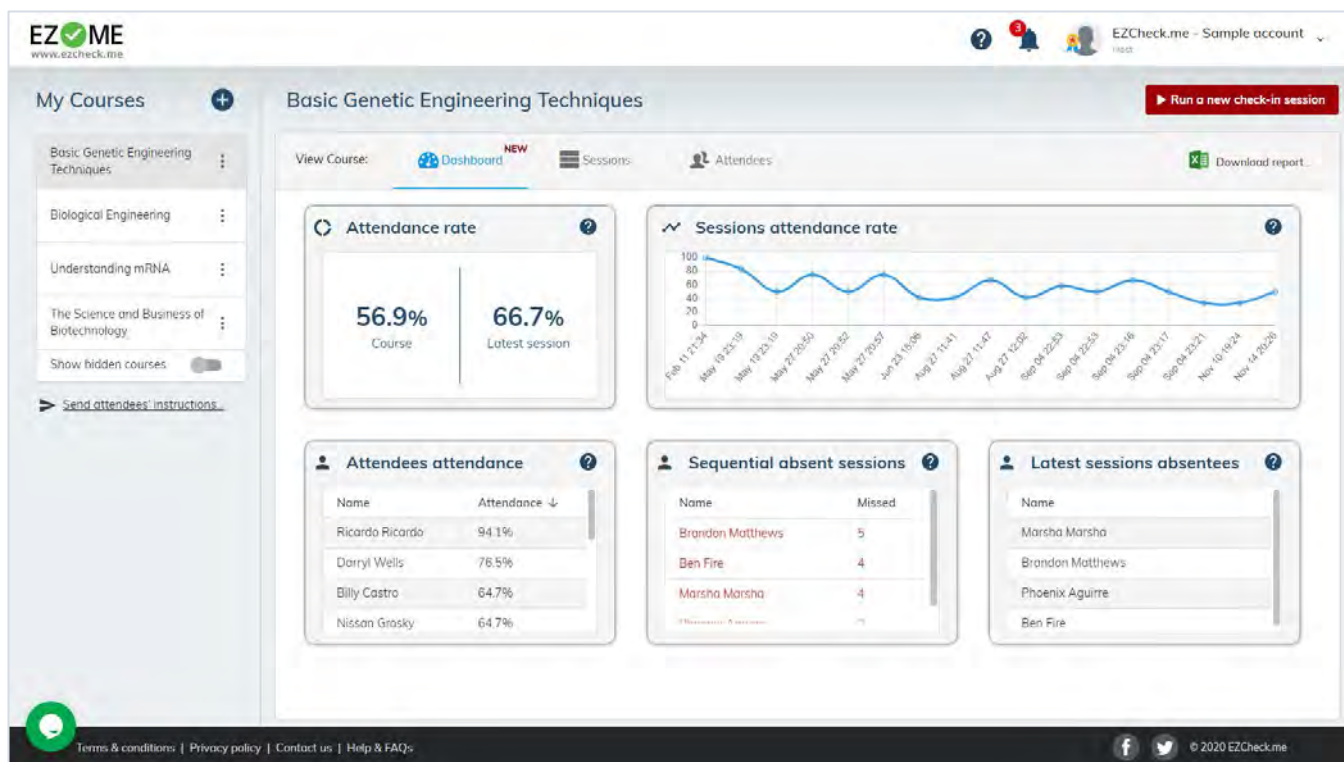 EZ ME
www.ezcheck.me
3
EZCheck.me - Sample account
Host
My Courses
Basic Genetic Engineering Techniques
Run a new check-in session
Basic Genetic Engineering
Techniques
Biological Engineering
Understanding mRNA
The Science and Business of
Biotechnology
Show hidden courses
Send attendees' instructions...
View Course:
Dashboard
NEW
Sessions
Attendees
Download report...
Attendance rate
56.9%
Course
66.7%
Latest session
Sessions attendance rate
100
80
60
40
20
0
Feb 11 21:34
May 19 23:19
May 19 23:19
May 27 20:50
May 27 20:52
May 27 20:57
Aug 27 11:41
Aug 27 11:47
Aug 27 12:02
Sep 04 22:53
Sep 04 22:53
Sep 04 23:16
Sep 04 23:17
Sep 04 23:21
Nov 14 20:26
Attendees attendance
Name Attendance
Ricardo Ricardo 94.1%
Darryl Wells 76.5%
Billy Castro 64.7%
Nissan Grosky 64.7%
Sequential absent sessions
Name Missed
Brandon Matthews 5
Ben Fire 4
Marsha Marsha 4
Latest sessions absentees
Name
Marsha Marsha
Brandon Matthews
Phoenix Aguirre
Ben Fire
Terms & conditions | Privacy policy | Contact us | Help & FAQs
© 2020 EZCheck.me